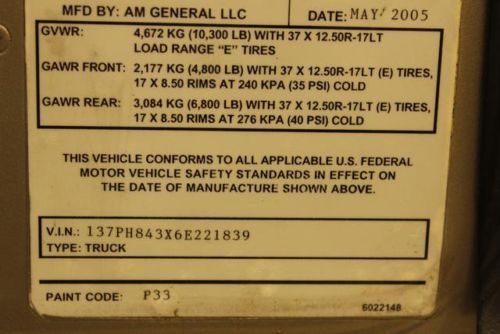 MFD BY: AM GENERAL LLC DATE: MAY 2005
GVWR: 4,672 KG (10,300 LB) WITH 37 X 12.50R-17LT
LOAD RANGE "E" TIRES
GAWR FRONT: 2,177 KG (4,800 LB) WITH 37 X 12.50R-17LT (E) TIRES,
17 X 8.50 RIMS AT 240 KPA (35 PSI) COLD
GAWR REAR: 3,084 KG (6,800 LB) WITH 37 X 12.50R-17LT (E) TIRES,
17 X 8.50 RIMS AT 276 KPA (40 PSI) COLD
THIS VEHICLE CONFORMS TO ALL APPLICABLE U.S. FEDERAL
MOTOR VEHICLE SAFETY STANDARDS IN EFFECT ON
THE DATE OF MANUFACTURE SHOWN ABOVE.
V.I.N.: 137PH843X6E221839
TYPE: TRUCK
PAINT CODE: P33
6022148